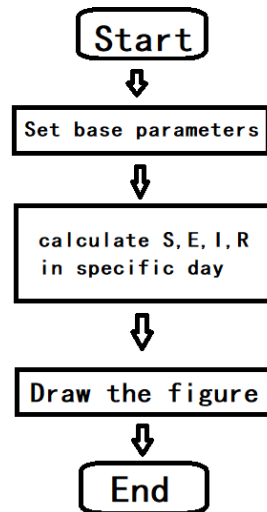 Start
Set base parameters
calculate S,E,I,R
in specific day
Draw the figure
End